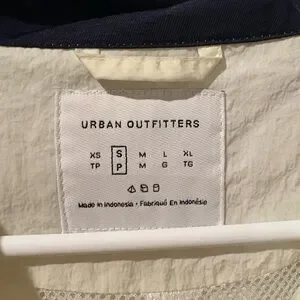 URBAN OUTFITTERS
XS S M L XL
TP P M G TG
Made In Indonesia • Fabriqué En Indonésie